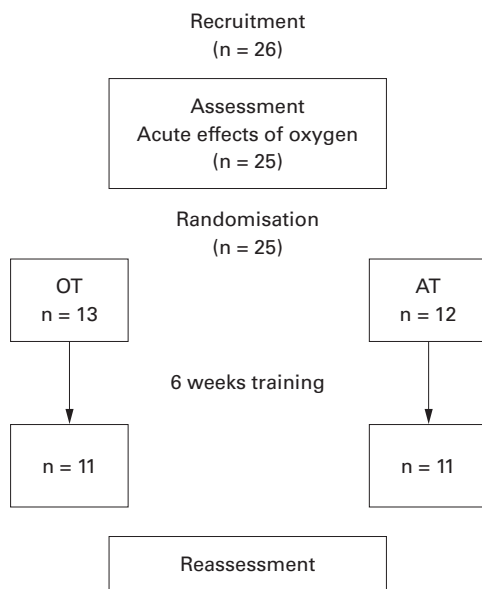 Recruitment
(n = 26)
Assessment
Acute effects of oxygen
(n = 25)
Randomisation
(n = 25)
OT
n = 13
AT
n = 12
6 weeks training
n = 11
n = 11
Reassessment